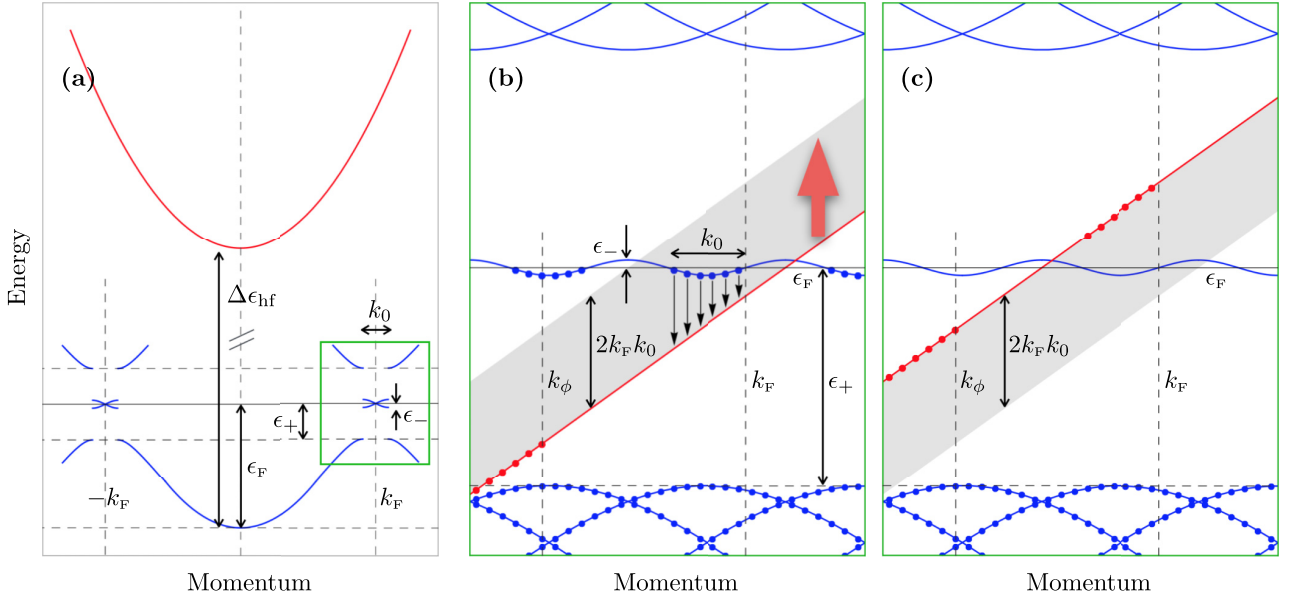 (a)
Δϵhf
k0
ϵ+
ϵ−
ϵF
−kF
kF
Energy
Momentum
(b)
ϵ−
k0
ϵF
2kFk0
kϕ
kF
ϵ+
Momentum
(c)
ϵF
2kFk0
kϕ
kF
Momentum